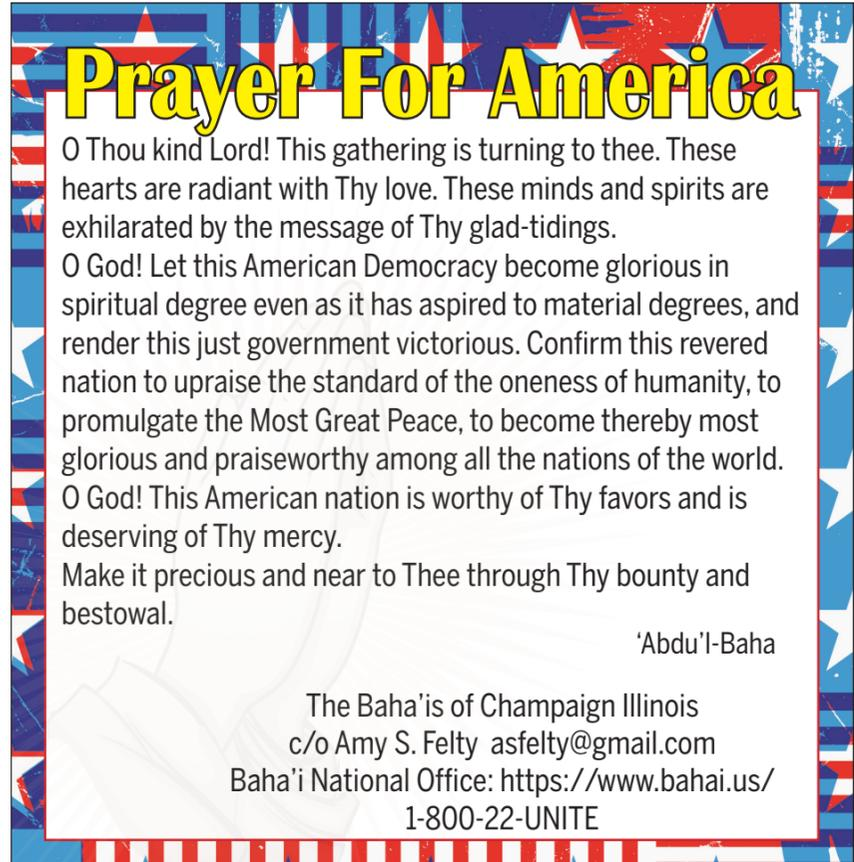 Prayer For America
O Thou kind Lord! This gathering is turning to thee. These
hearts are radiant with Thy love. These minds and spirits are
exhilarated by the message of Thy glad-tidings.
O God! Let this American Democracy become glorious in
spiritual degree even as it has aspired to material degrees, and
render this just government victorious. Confirm this revered
nation to upraise the standard of the oneness of humanity, to
promulgate the Most Great Peace, to become thereby most
glorious and praiseworthy among all the nations of the world.
O God! This American nation is worthy of Thy favors and is
deserving of Thy mercy.
Make it precious and near to Thee through Thy bounty and
bestowal.
‘Abdu’l-Baha
The Baha’is of Champaign Illinois
c/o Amy S. Felty asfelty@gmail.com
Baha’i National Office: https://www.bahai.us/
1-800-22-UNITE